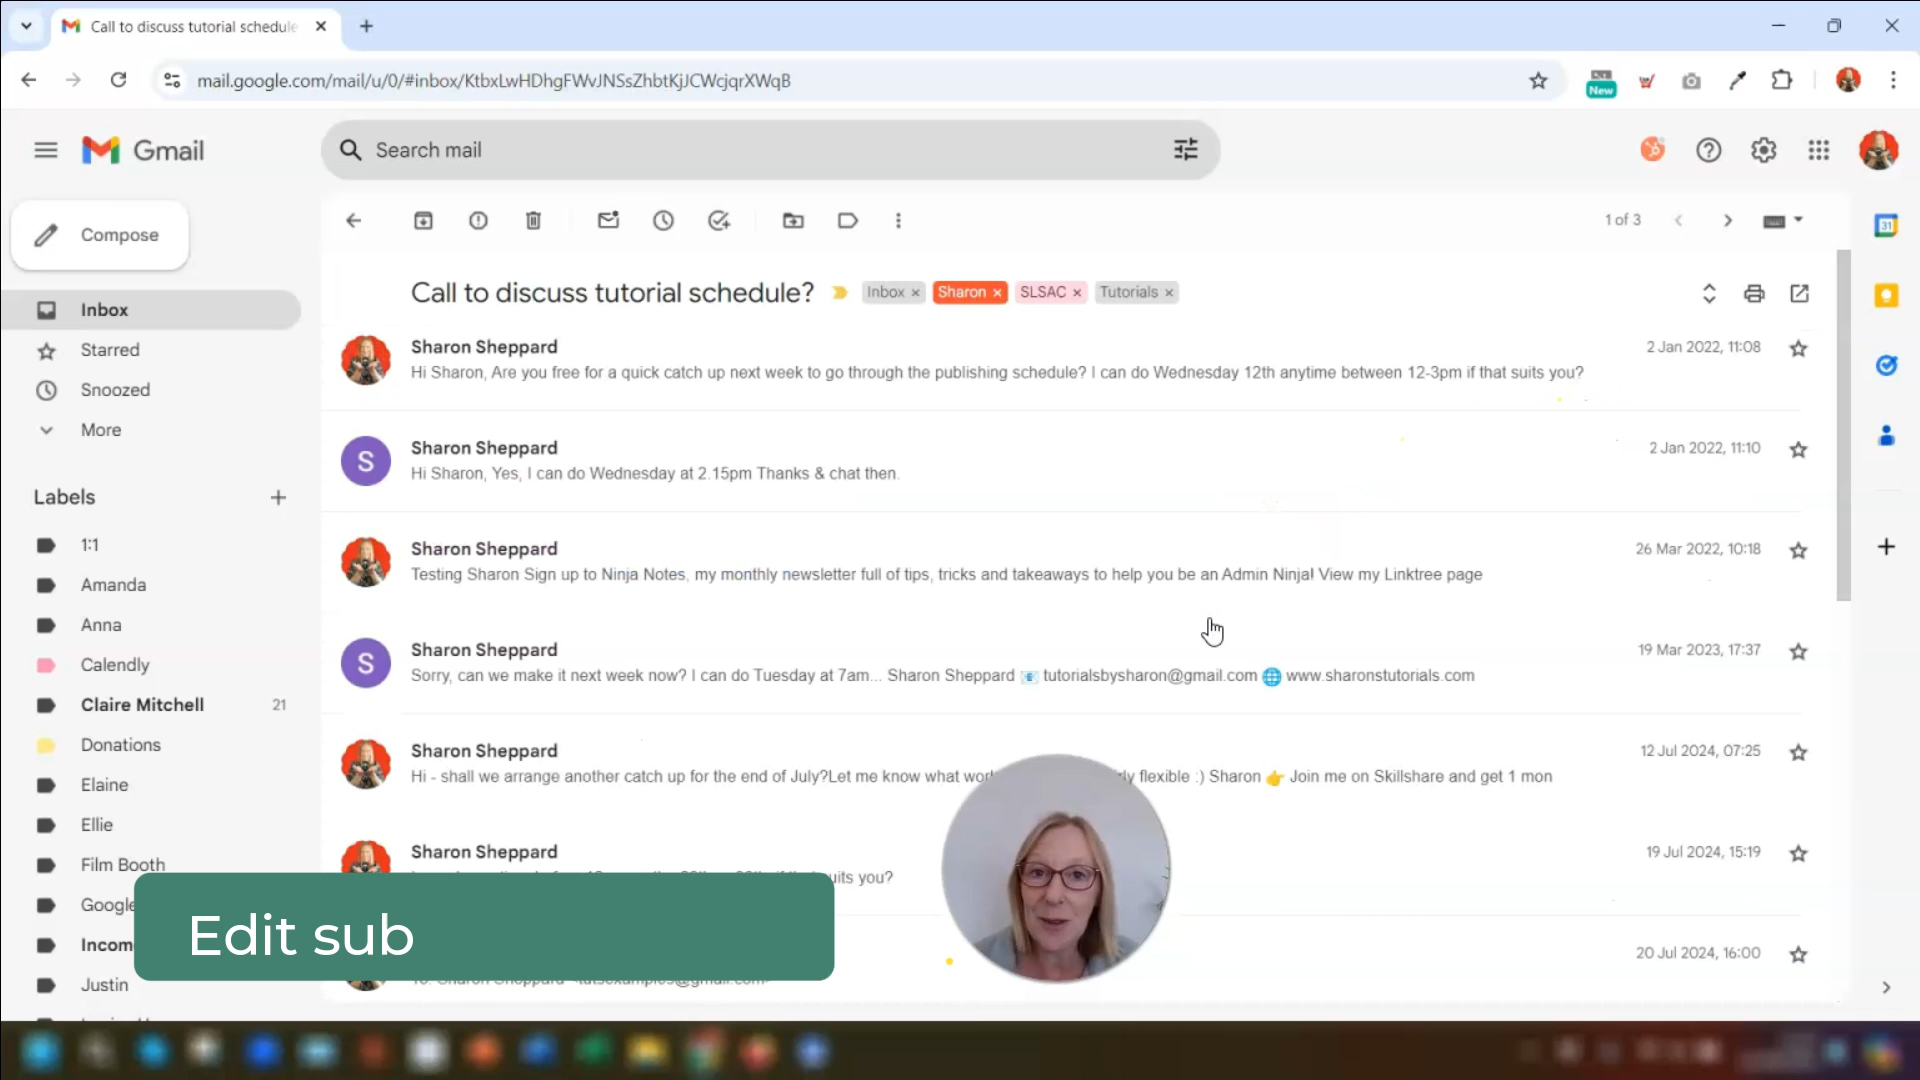 Call to discuss tutorial schedule
mail.google.com/mail/u/0/#inbox/KtbxLwHDhgFWvJNSsZhbtKjJCWcjqrXWqB
New
Gmail
Search mail
31
Compose
1 of 3
Inbox
Starred
Snoozed
More
Labels
1:1
Amanda
Anna
Calendly
Claire Mitchell 21
Donations
Elaine
Ellie
Film Booth
Google
Incom
Justin
Call to discuss tutorial schedule? Inbox × Sharon × SLSAC × Tutorials ×
Sharon Sheppard 2 Jan 2022, 11:08
Hi Sharon, Are you free for a quick catch up next week to go through the publishing schedule? I can do Wednesday 12th anytime between 12-3pm if that suits you?
S
Sharon Sheppard 2 Jan 2022, 11:10
Hi Sharon, Yes, I can do Wednesday at 2.15pm Thanks & chat then.
Sharon Sheppard 26 Mar 2022, 10:18
Testing Sharon Sign up to Ninja Notes, my monthly newsletter full of tips, tricks and takeaways to help you be an Admin Ninja! View my Linktree page
S
Sharon Sheppard 19 Mar 2023, 17:37
Sorry, can we make it next week now? I can do Tuesday at 7am... Sharon Sheppard 📧 tutorialsbysharon@gmail.com 🌐 www.sharonstutorials.com
Sharon Sheppard 12 Jul 2024, 07:25
Hi - shall we arrange another catch up for the end of July?Let me know what wor flexible :) Sharon 👉 Join me on Skillshare and get 1 mon
Sharon Sheppard 19 Jul 2024, 15:19
uits you?
20 Jul 2024, 16:00
Edit sub